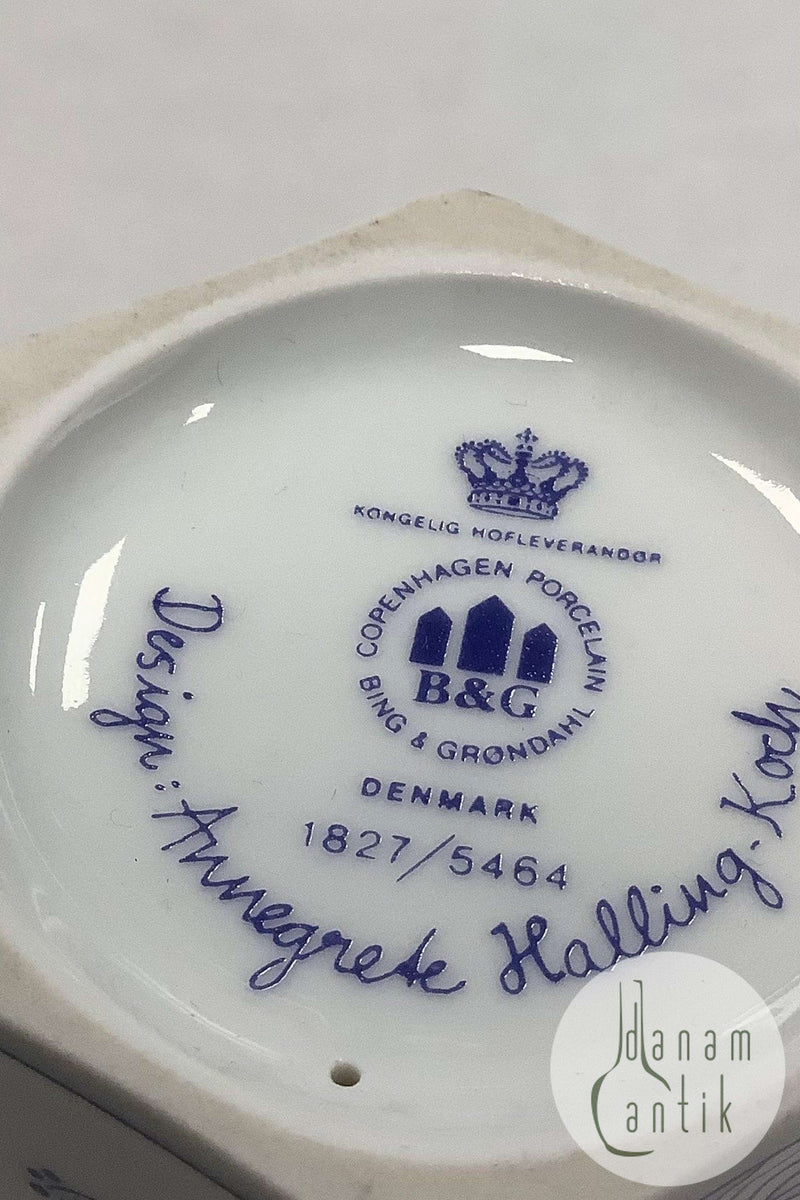 KONGELIG HOFLEVERANDØR
COPENHAGEN PORCELAIN
B&G
BING & GRØNDAHL
DENMARK
1827/5464
Design: Annegrete Halling-Koch
danam
antik